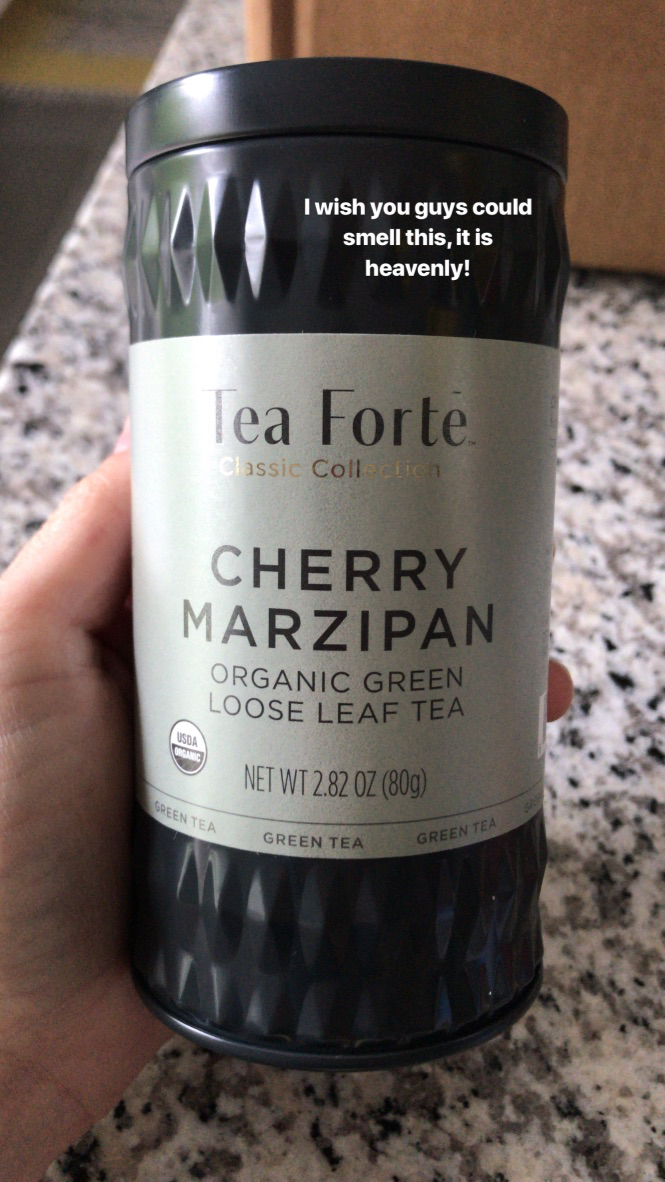 I wish you guys could
smell this, it is
heavenly!
Tea Forté™
Classic Collection
CHERRY
MARZIPAN
ORGANIC GREEN
LOOSE LEAF TEA
USDA
ORGANIC
NET WT 2.82 OZ (80g)
GREEN TEA
GREEN TEA
GREEN TEA